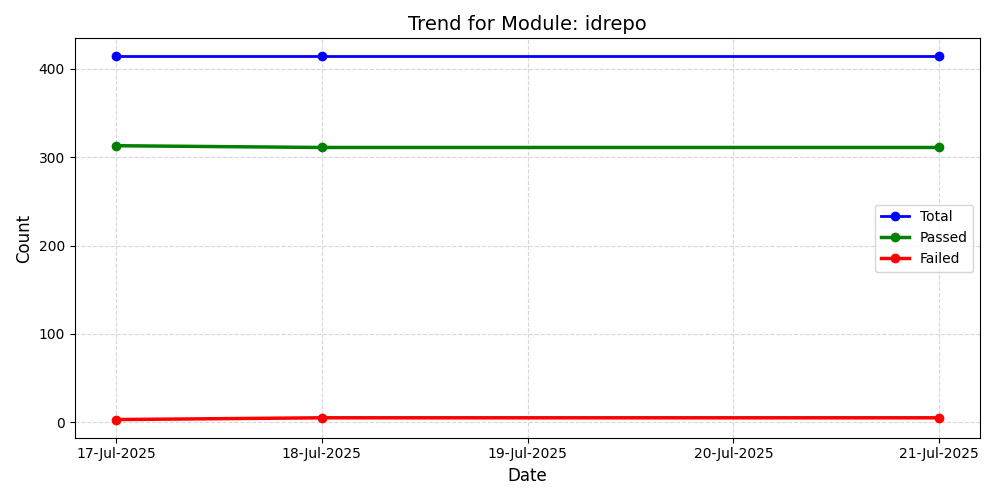 Trend for Module: idrepo
Count
400
300
200
100
0
Total
Passed
Failed
17-Jul-2025
18-Jul-2025
19-Jul-2025
20-Jul-2025
21-Jul-2025
Date